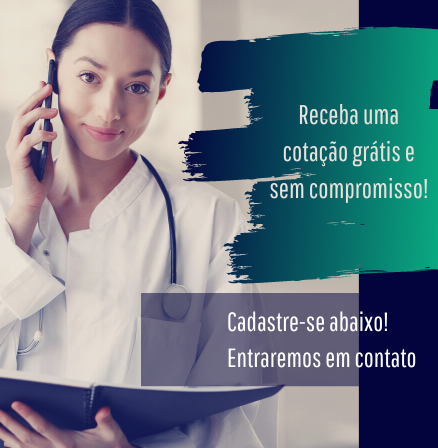 Receba uma
cotação grátis e
sem compromisso!
Cadastre-se abaixo!
Entraremos em contato